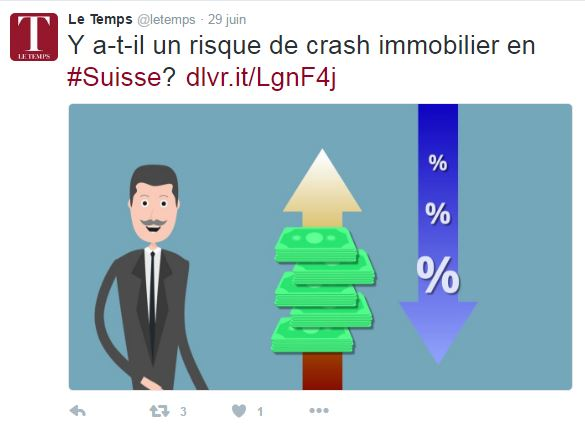 T
LE TEMPS
Le Temps @letemps · 29 juin
Y a-t-il un risque de crash immobilier en
#Suisse? dlvr.it/LgnF4j
%
%
%
3 1